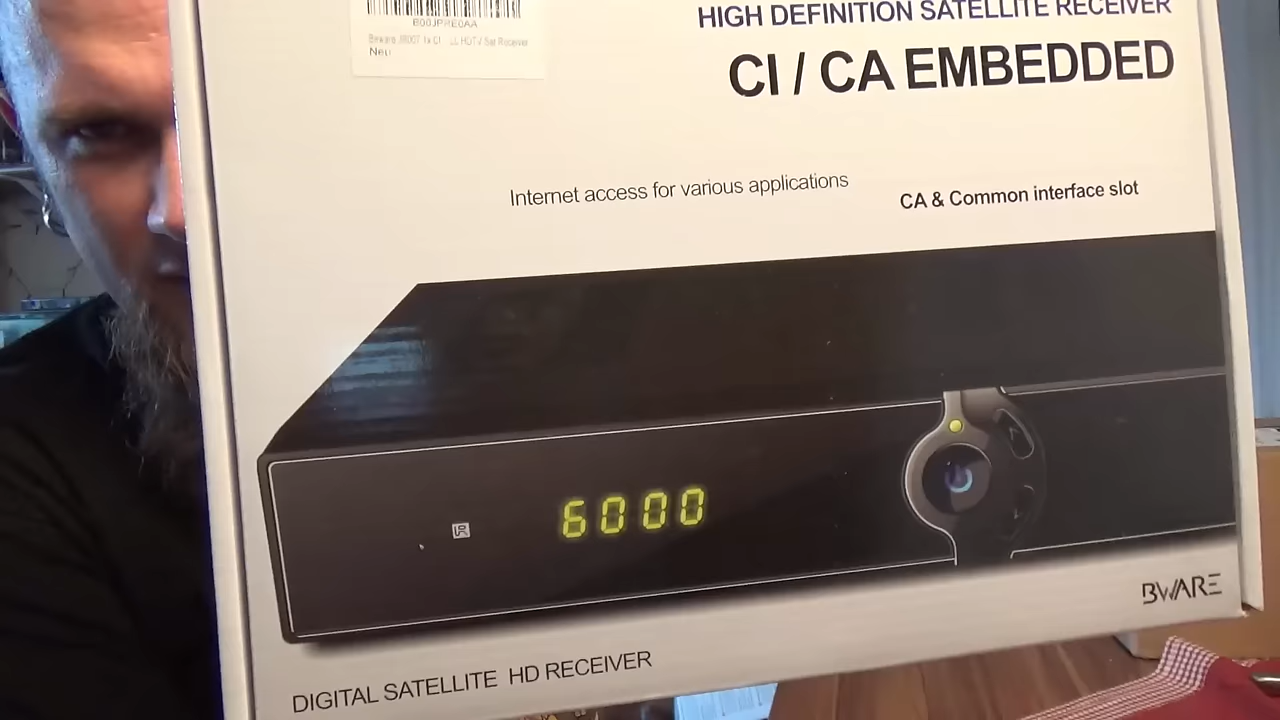 HIGH DEFINITION SATELLITE RECEIVER
CI / CA EMBEDDED
Neu
Internet access for various applications
CA & Common interface slot
6000
BWARE
DIGITAL SATELLITE HD RECEIVER